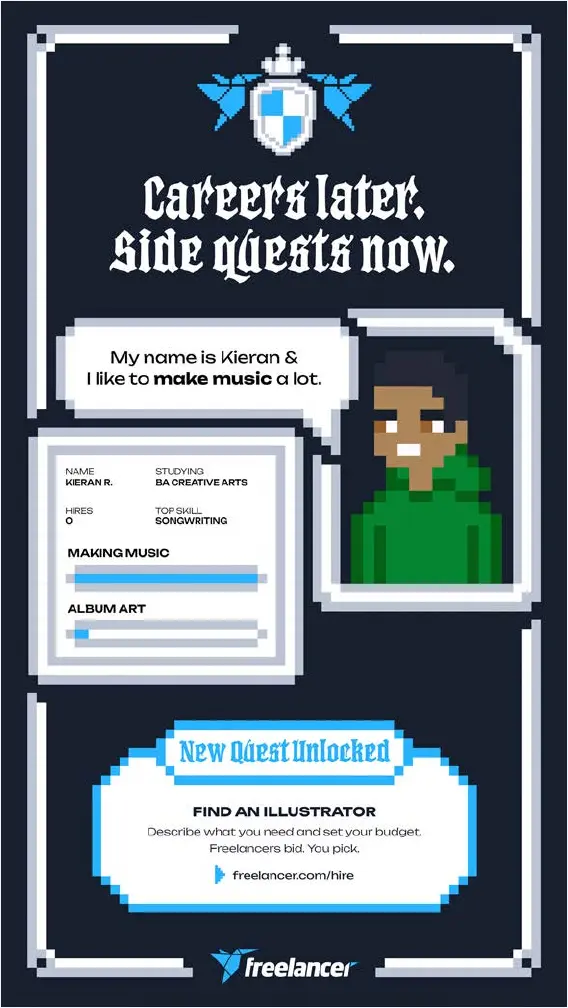 Careers later.
Side quests now.
My name is Kieran &
I like to make music a lot.
NAME
KIERAN R.
STUDYING
BA CREATIVE ARTS
HIRES
0
TOP SKILL
SONGWRITING
MAKING MUSIC
ALBUM ART
New Quest Unlocked
FIND AN ILLUSTRATOR
Describe what you need and set your budget.
Freelancers bid. You pick.
freelancer.com/hire
freelancer